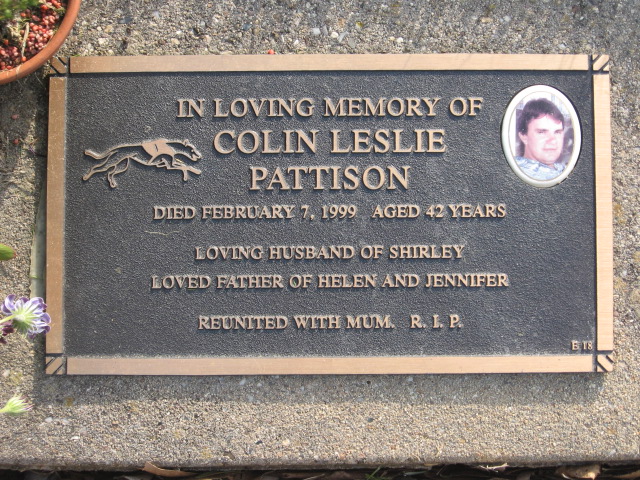 IN LOVING MEMORY OF
COLIN LESLIE
PATTISON
DIED FEBRUARY 7, 1999 AGED 42 YEARS
LOVING HUSBAND OF SHIRLEY
LOVED FATHER OF HELEN AND JENNIFER
REUNITED WITH MUM. R. I. P.
E 18